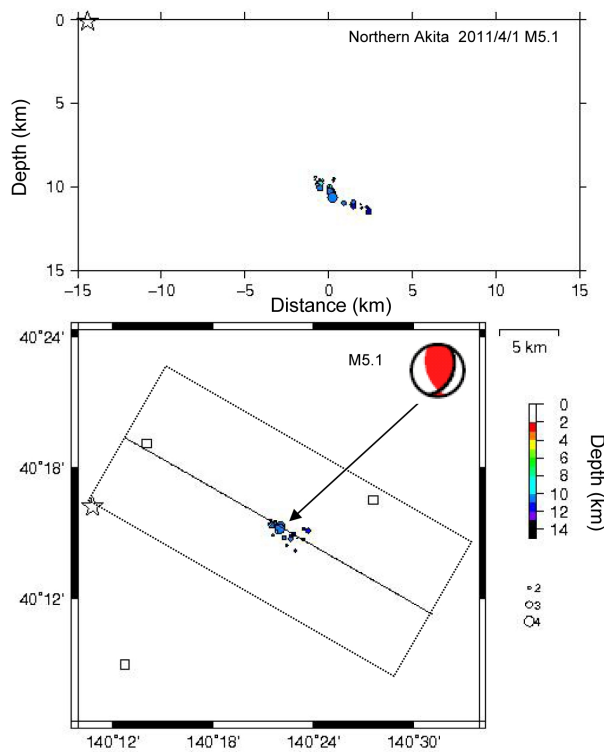 Northern Akita 2011/4/1 M5.1
Depth (km)
0
5
10
15
−15 −10 −5 0 5 10 15
Distance (km)
M5.1
5 km
40°24'
40°18'
40°12'
140°12' 140°18' 140°24' 140°30'
0
2
4
6
8
10
12
14
Depth (km)
2
3
4